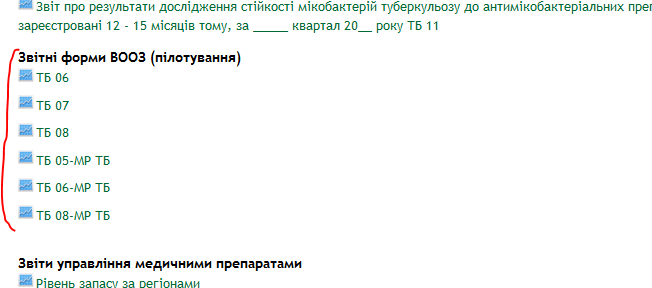 Звіт про результати дослідження стійкості мікобактерій туберкульозу до антимікобактеріальних
зареєстровані 12 - 15 місяців тому, за _____ квартал 20__ року ТБ 11
Звітні форми ВООЗ (пілотування)
ТБ 06
ТБ 07
ТБ 08
ТБ 05-МР ТБ
ТБ 06-МР ТБ
ТБ 08-МР ТБ
Звіти управління медичними препаратами
Рівень запасу за регіонами